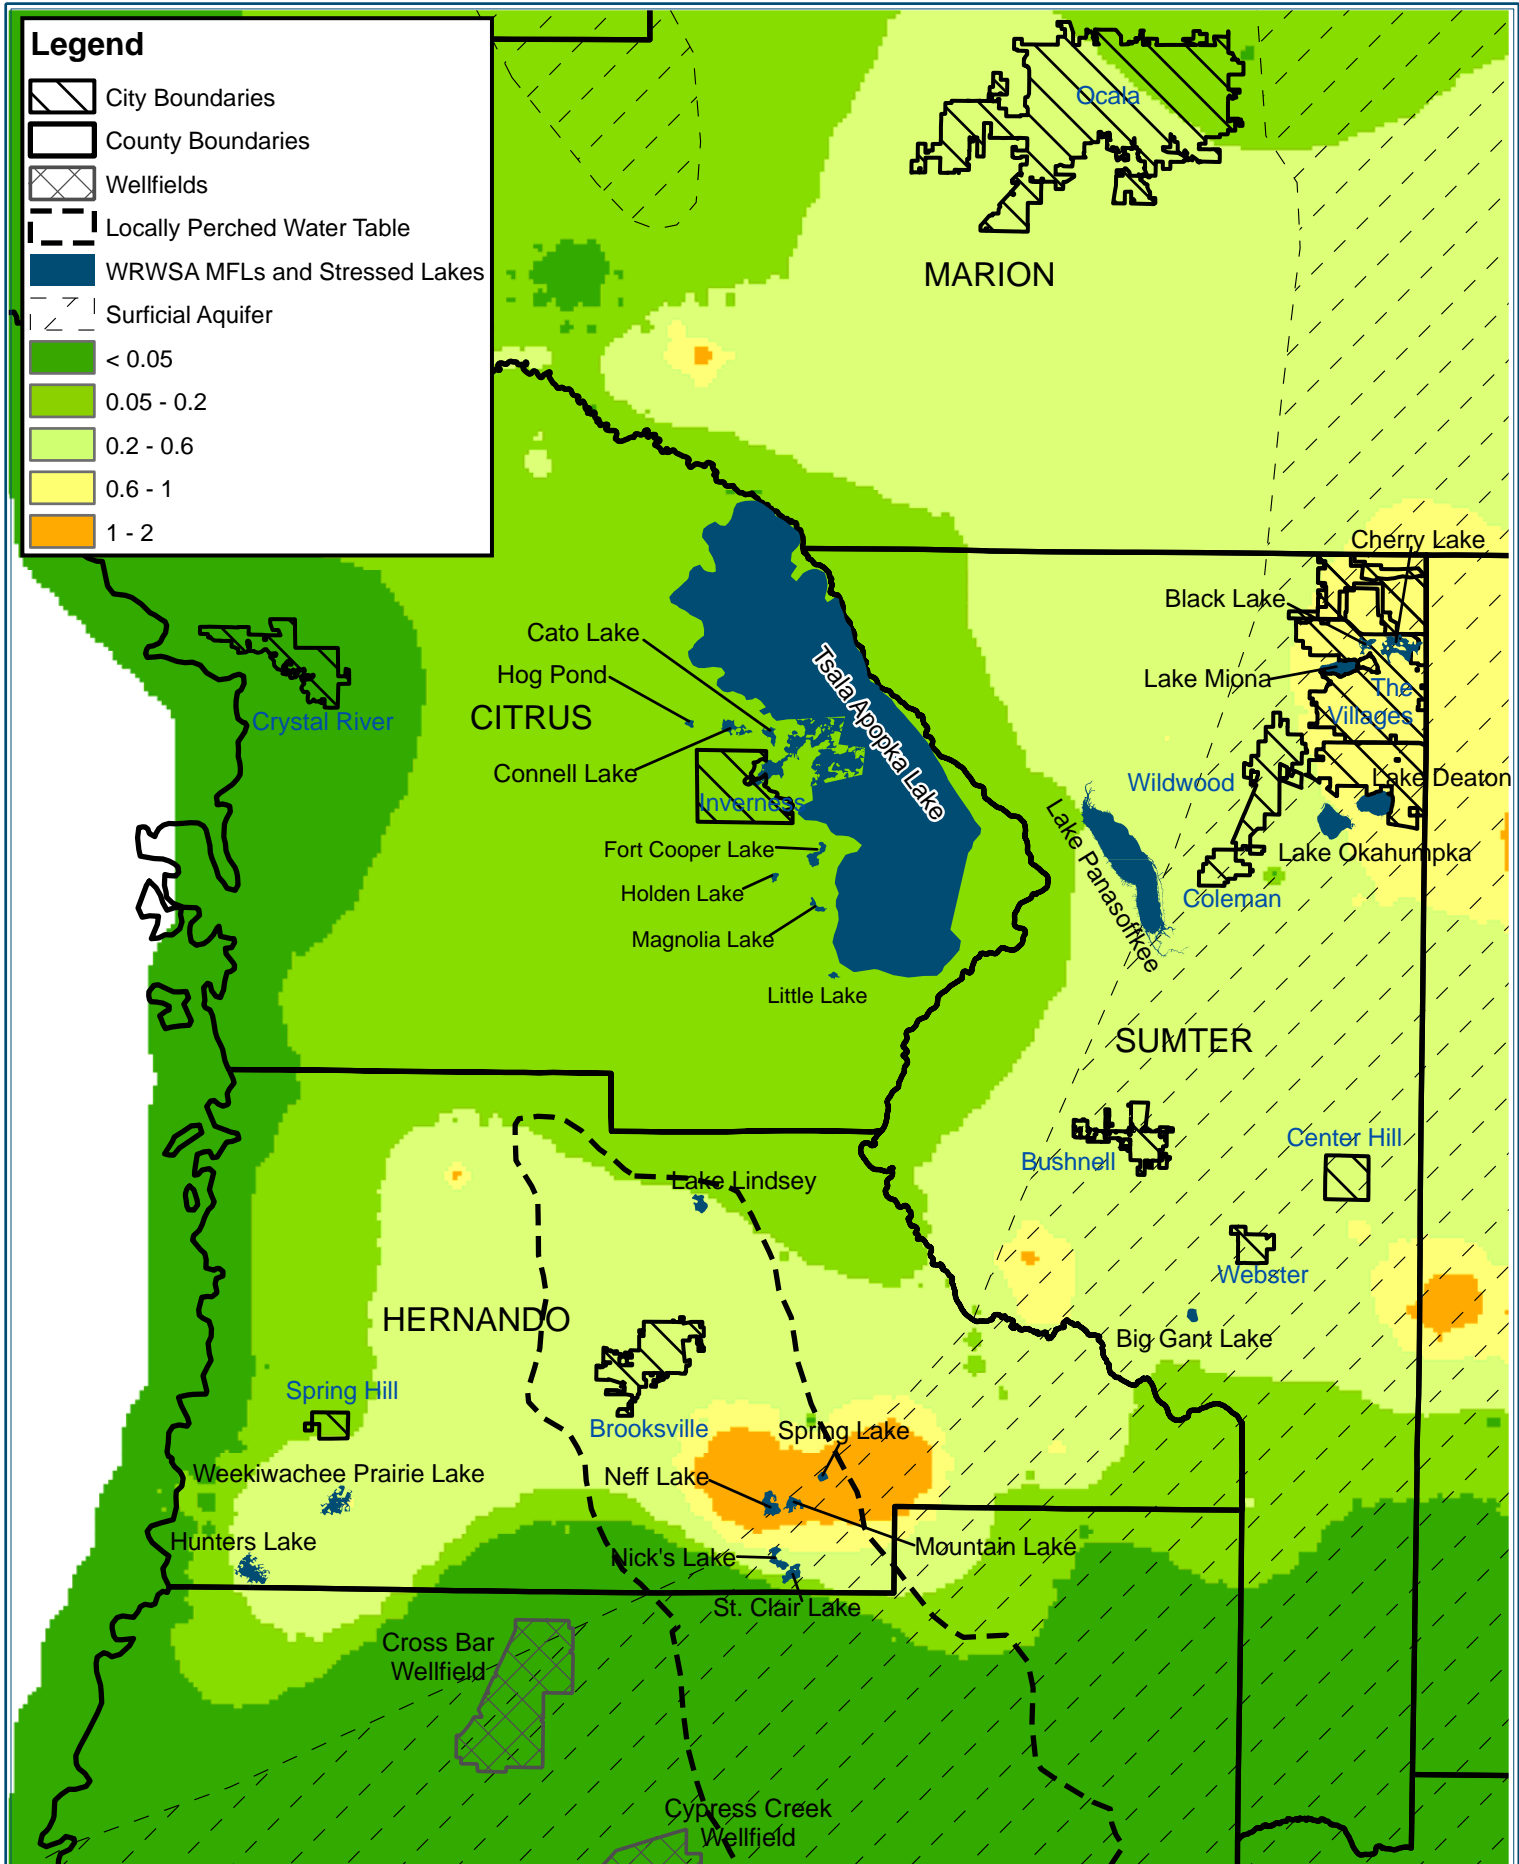 Legend
City Boundaries
County Boundaries
Wellfields
Locally Perched Water Table
WRWSA MFLs and Stressed Lakes
Surficial Aquifer
< 0.05
0.05 - 0.2
0.2 - 0.6
0.6 - 1
1 - 2
Ocala
MARION
Cherry Lake
Black Lake
Cato Lake
Hog Pond
Tsala Apopka Lake
Lake Miona
The
Villages
CITRUS
Crystal River
Connell Lake
Inverness
Wildwood
Lake Deaton
Lake Panasoffkee
Fort Cooper Lake
Lake Okahumpka
Holden Lake
Coleman
Magnolia Lake
Little Lake
SUMTER
Center Hill
Bushnell
Lake Lindsey
Webster
HERNANDO
Big Gant Lake
Spring Hill
Brooksville
Spring Lake
Weekiwachee Prairie Lake
Neff Lake
Hunters Lake
Mountain Lake
Nick's Lake
St. Clair Lake
Cross Bar
Wellfield
Cypress Creek
Wellfield